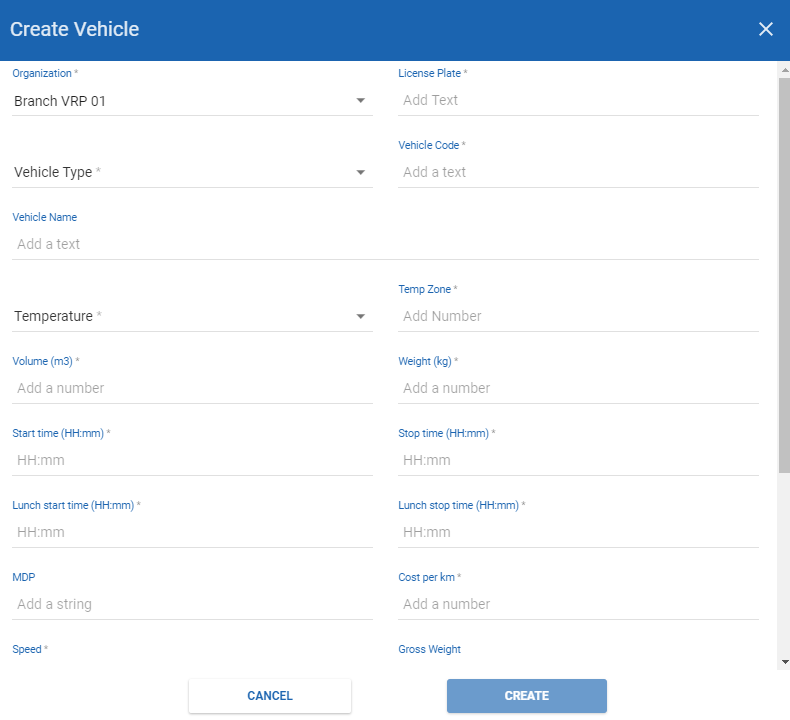 Create Vehicle
Organization *
License Plate *
Branch VRP 01
Add Text
Vehicle Code *
Vehicle Type *
Add a text
Vehicle Name
Add a text
Temp Zone *
Temperature *
Add Number
Volume (m3) *
Weight (kg) *
Add a number
Add a number
Start time (HH:mm) *
Stop time (HH:mm) *
HH:mm
HH:mm
Lunch start time (HH:mm) *
Lunch stop time (HH:mm) *
HH:mm
HH:mm
MDP
Cost per km *
Add a string
Add a number
Speed *
Gross Weight
CANCEL
CREATE